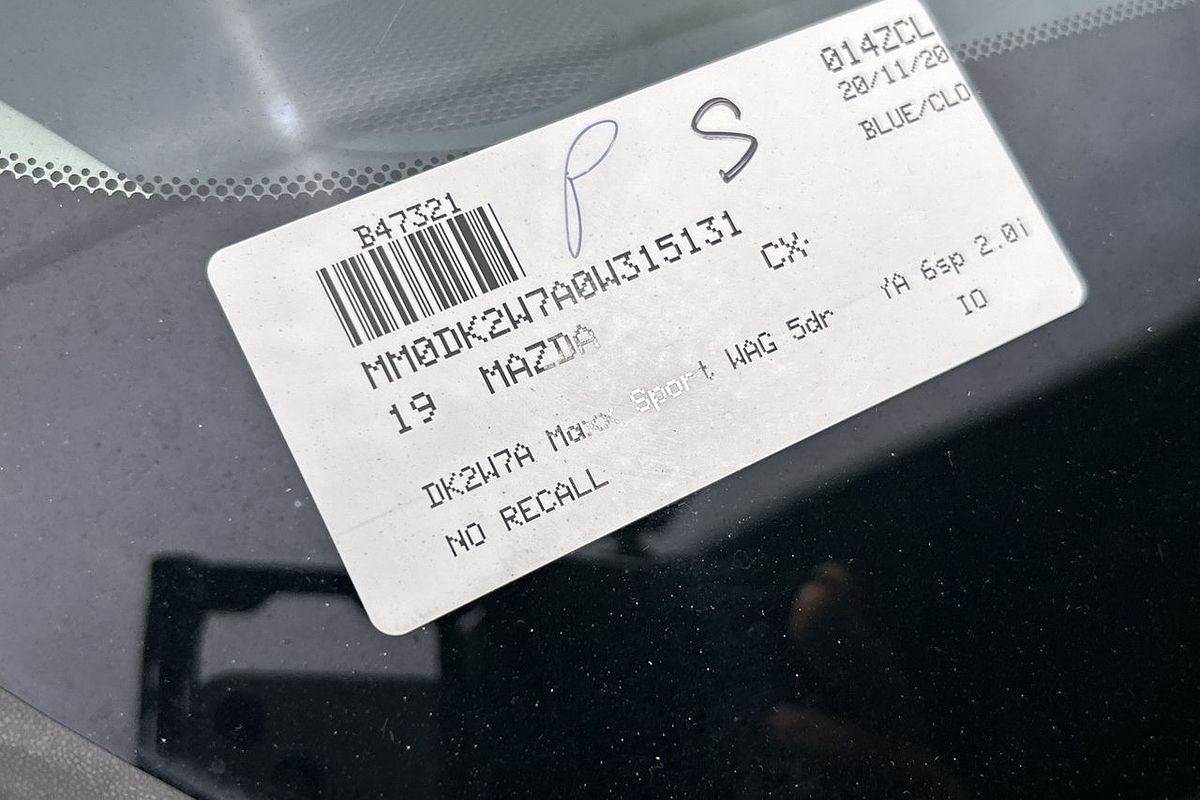 014ZCL
20/11/20
BLUE/CLO
P S
B47321
MM0DK2W7A0W315131
19 MAZDA CX-
DK2W7A Maxx Sport WAG 5dr YA 6sp 2.0i
NO RECALL IO